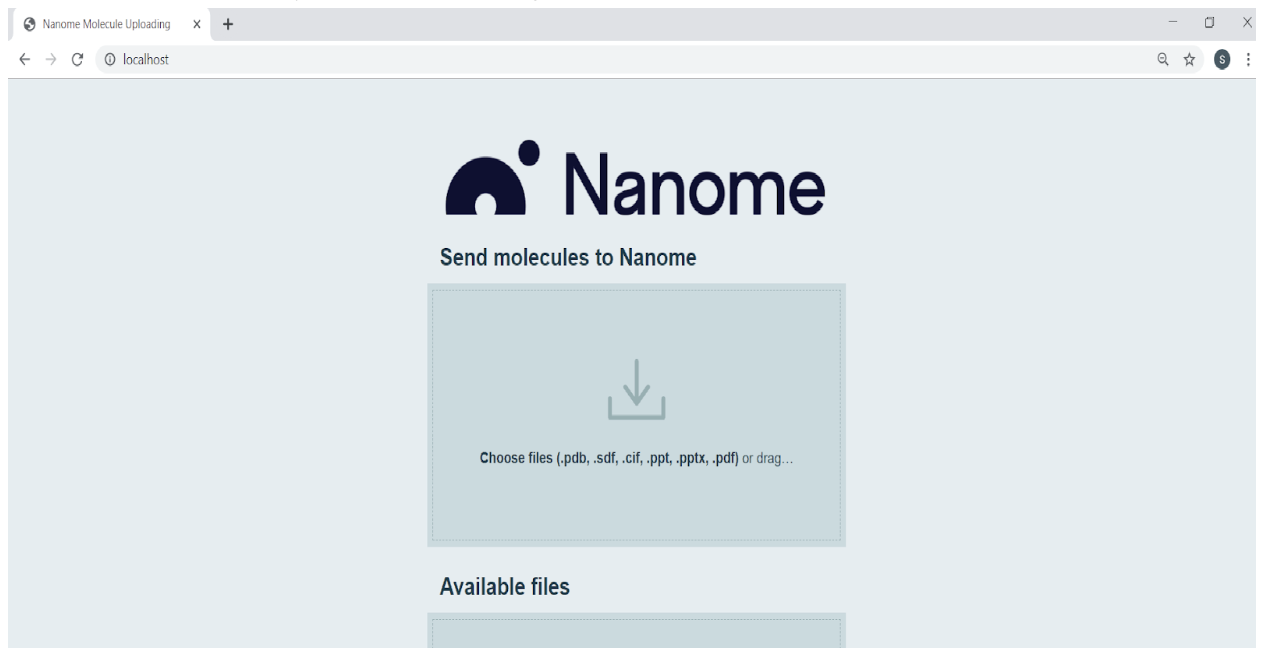 Nanome Molecule Uploading
localhost
S
Nanome
Send molecules to Nanome
Choose files (.pdb, .sdf, .cif, .ppt, .pptx, .pdf) or drag...
Available files